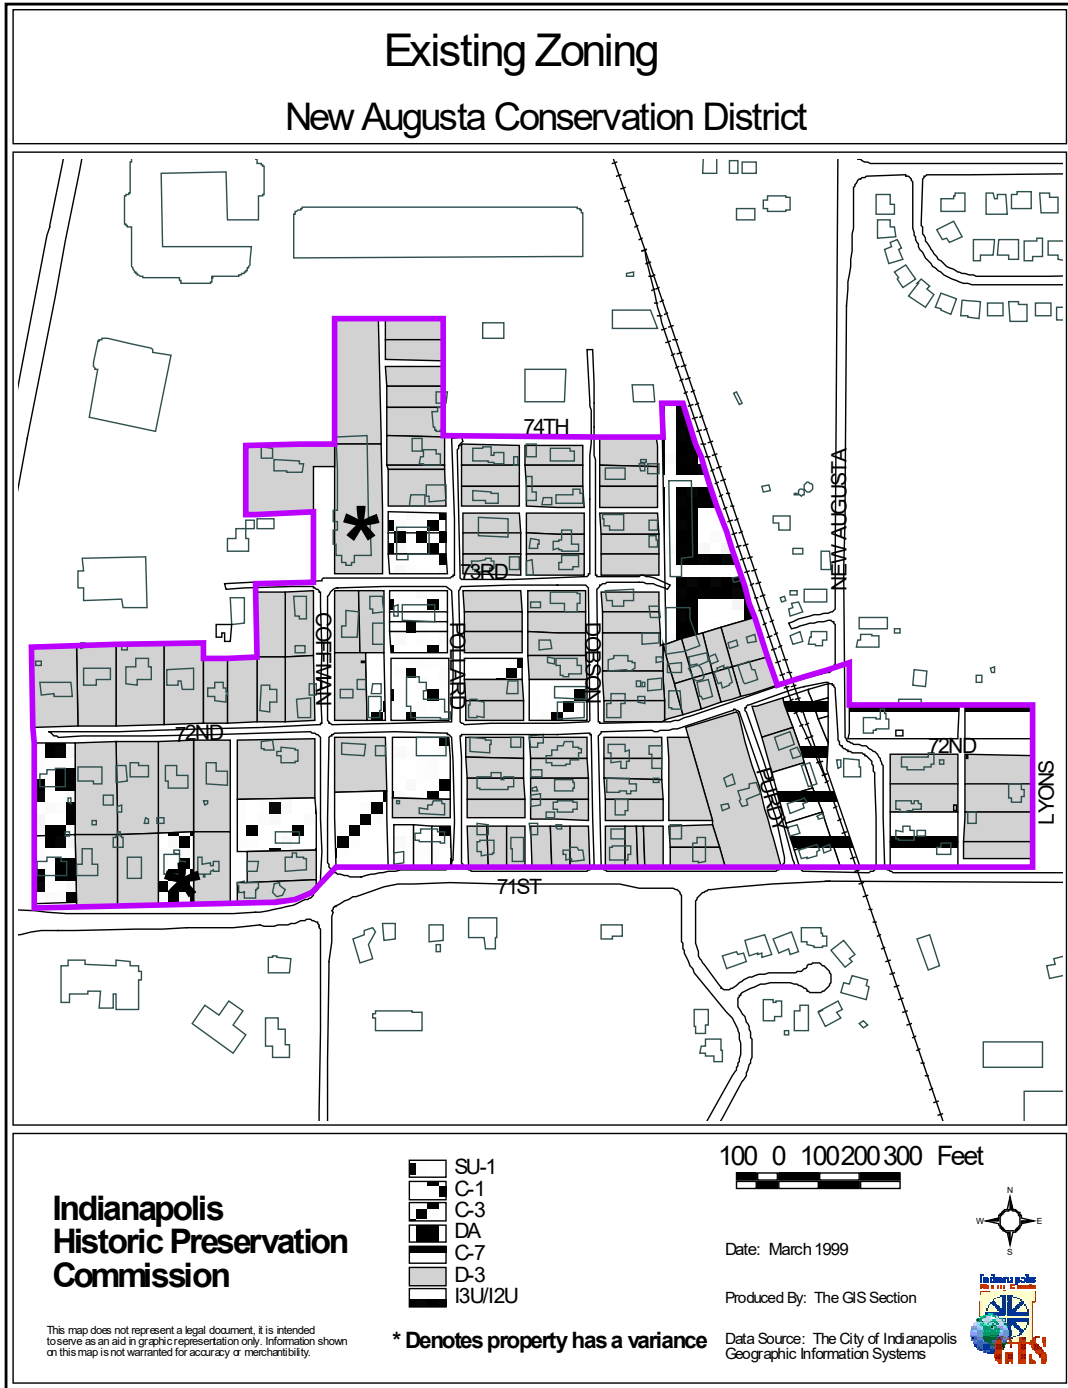 Existing Zoning
New Augusta Conservation District
74TH
NEW AUGUSTA
73RD
COFFMAN
POLLARD
DOBSON
72ND
72ND
PURDY
LYONS
71ST
Indianapolis
Historic Preservation
Commission
This map does not represent a legal document, it is intended
to serve as an aid in graphic representation only. Information shown
on this map is not warranted for accuracy or merchantibility.
SU-1
C-1
C-3
DA
C-7
D-3
I3U/I2U
* Denotes property has a variance
100 0 100 200 300 Feet
N
W E
S
Date: March 1999
Produced By: The GIS Section
Data Source: The City of Indianapolis
Geographic Information Systems
Indianapolis
GIS